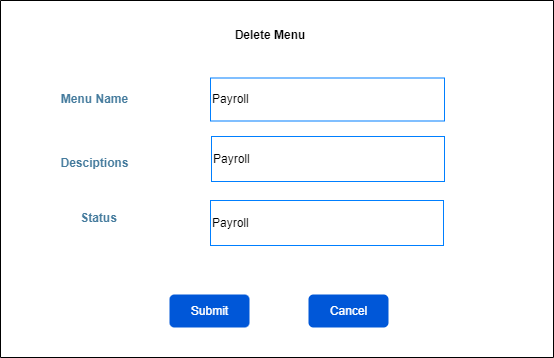 Delete Menu
Menu Name
Payroll
Desciptions
Payroll
Status
Payroll
Submit
Cancel